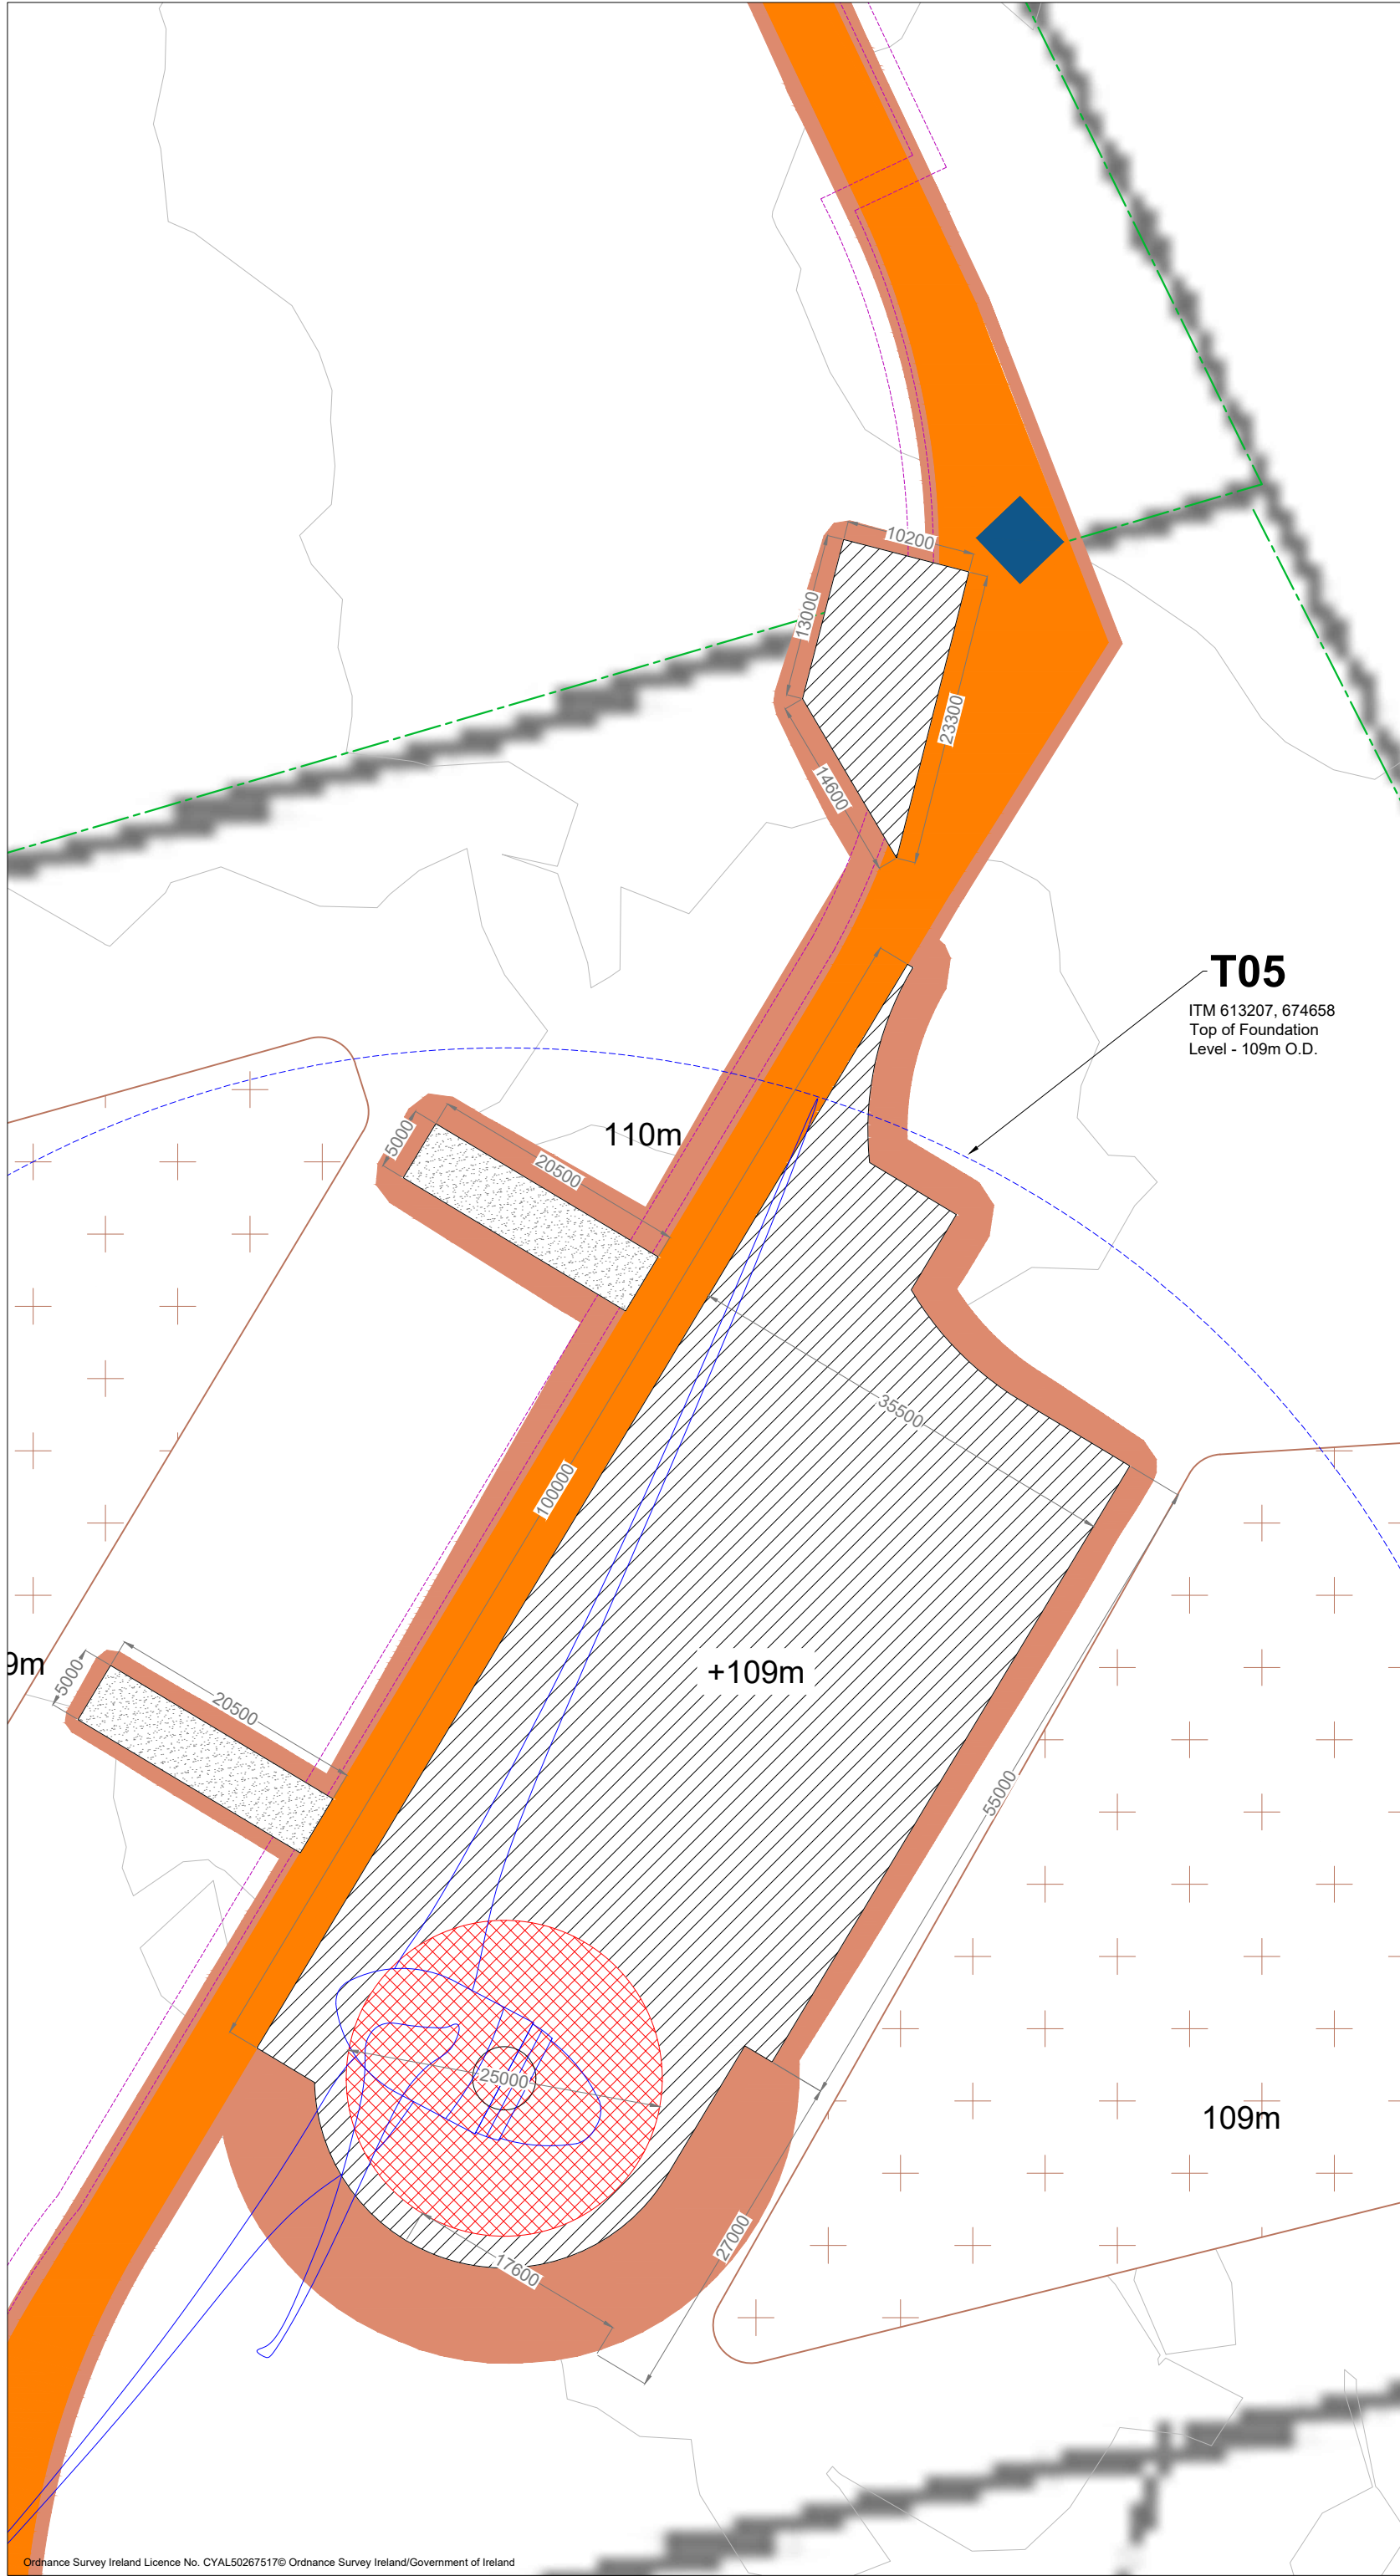 10200
13000
23300
14600
T05
ITM 613207, 674658
Top of Foundation
Level - 109m O.D.
110m
5000
20500
35500
100000
+109m
9m
5000
20500
55000
25000
109m
27000
17600
Ordnance Survey Ireland Licence No. CYAL50267517© Ordnance Survey Ireland/Government of Ireland